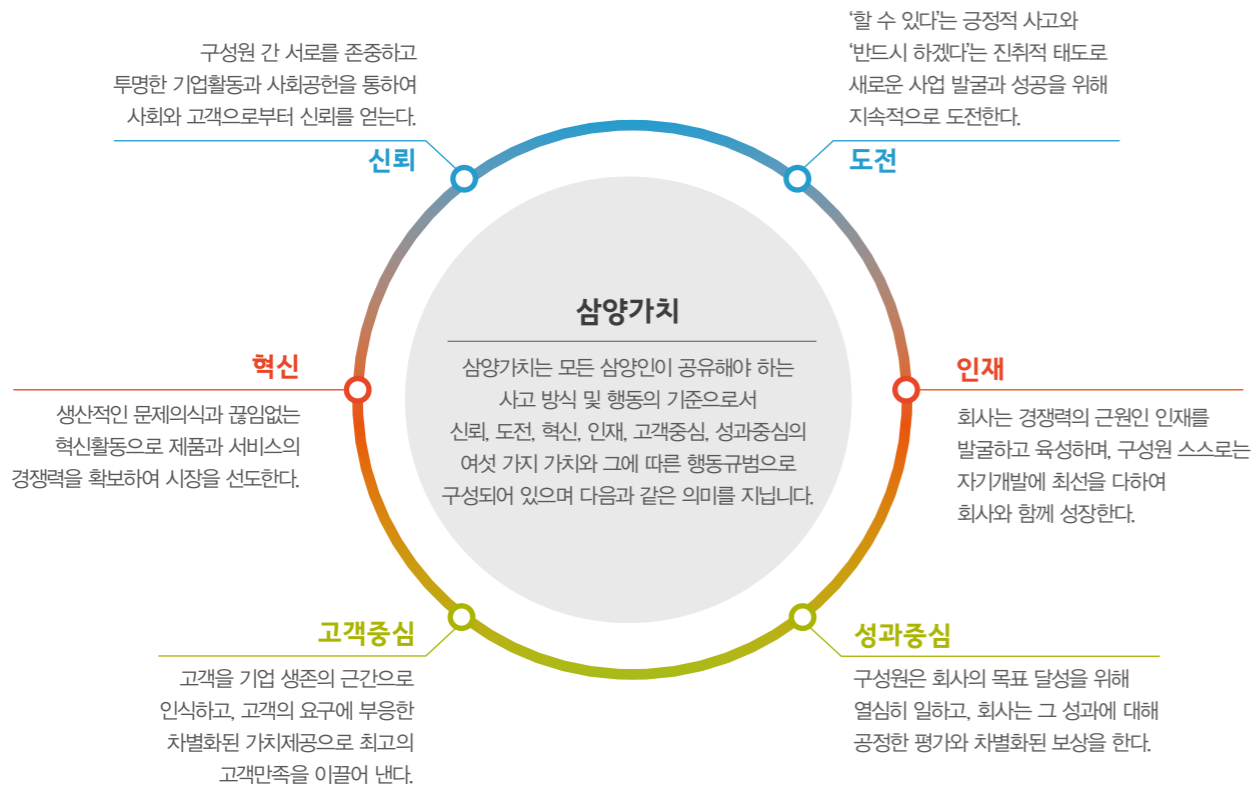 구성원 간 서로를 존중하고
투명한 기업활동과 사회공헌을 통하여
사회와 고객으로부터 신뢰를 얻는다.
신뢰
‘할 수 있다’는 긍정적 사고와
‘반드시 하겠다’는 진취적 태도로
새로운 사업 발굴과 성공을 위해
지속적으로 도전한다.
도전
삼양가치
삼양가치는 모든 삼양인이 공유해야 하는
사고 방식 및 행동의 기준으로서
신뢰, 도전, 혁신, 인재, 고객중심, 성과중심의
여섯 가지 가치와 그에 따른 행동규범으로
구성되어 있으며 다음과 같은 의미를 지닙니다.
혁신
생산적인 문제의식과 끊임없는
혁신활동으로 제품과 서비스의
경쟁력을 확보하여 시장을 선도한다.
인재
회사는 경쟁력의 근원인 인재를
발굴하고 육성하며, 구성원 스스로는
자기개발에 최선을 다하여
회사와 함께 성장한다.
고객중심
고객을 기업 생존의 근간으로
인식하고, 고객의 요구에 부응한
차별화된 가치제공으로 최고의
고객만족을 이끌어 낸다.
성과중심
구성원은 회사의 목표 달성을 위해
열심히 일하고, 회사는 그 성과에 대해
공정한 평가와 차별화된 보상을 한다.